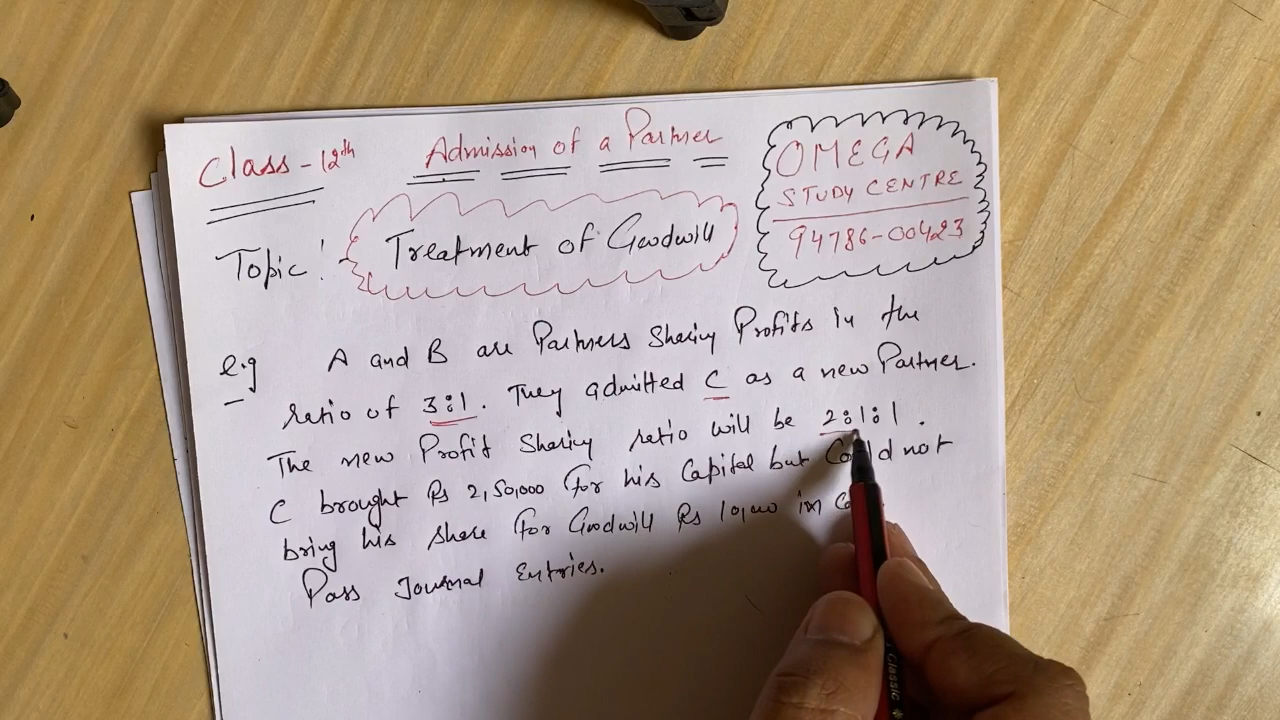 Class - 12th
Admission of a Partner
OMEGA
STUDY CENTRE
94786-00423
Topic :-
Treatment of Goodwill
e.g A and B are Partners Sharing Profits in the
ratio of 3:1. They admitted C as a new Partner.
The new Profit Sharing ratio will be 2:1:1.
C brought Rs 2,50,000 for his Capital but not
bring his share for Goodwill Rs 10,000 in
Pass Journal Entries.
Classic